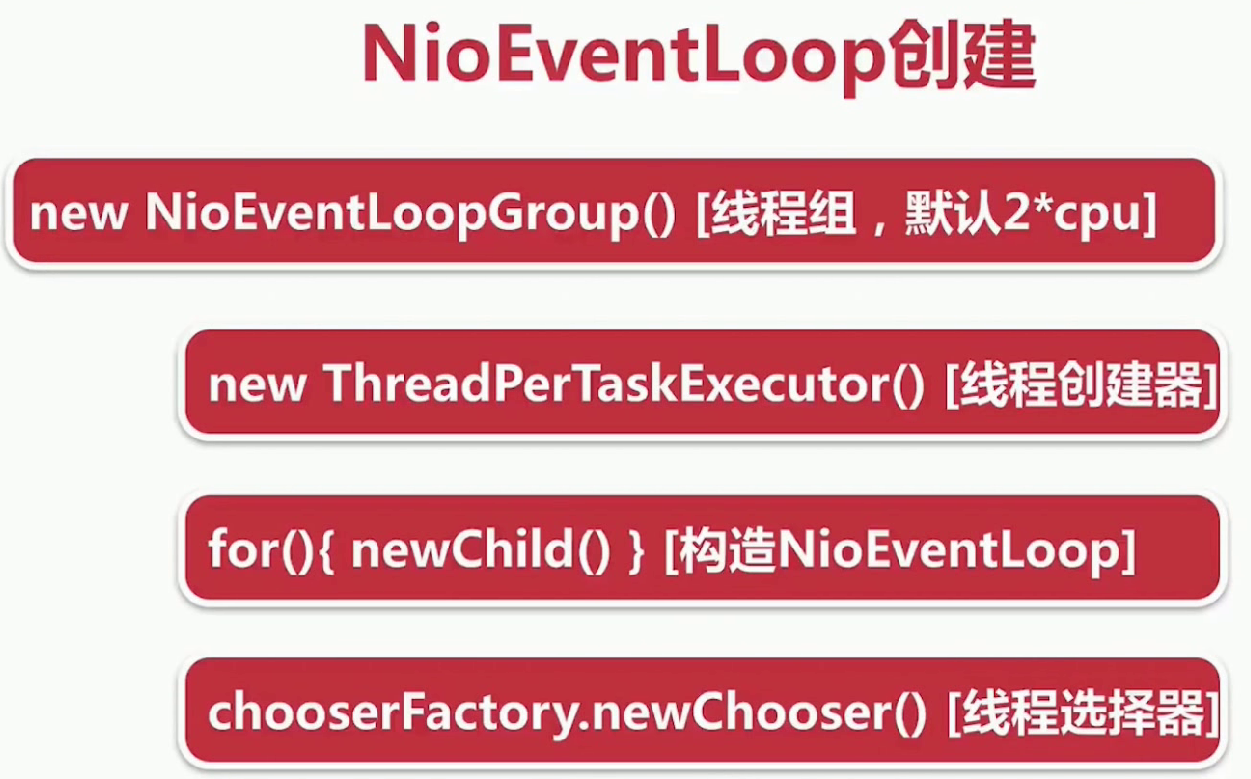 NioEventLoop创建
new NioEventLoopGroup() [线程组，默认2*cpu]
new ThreadPerTaskExecutor() [线程创建器]
for(){ newChild() } [构造NioEventLoop]
chooserFactory.newChooser() [线程选择器]